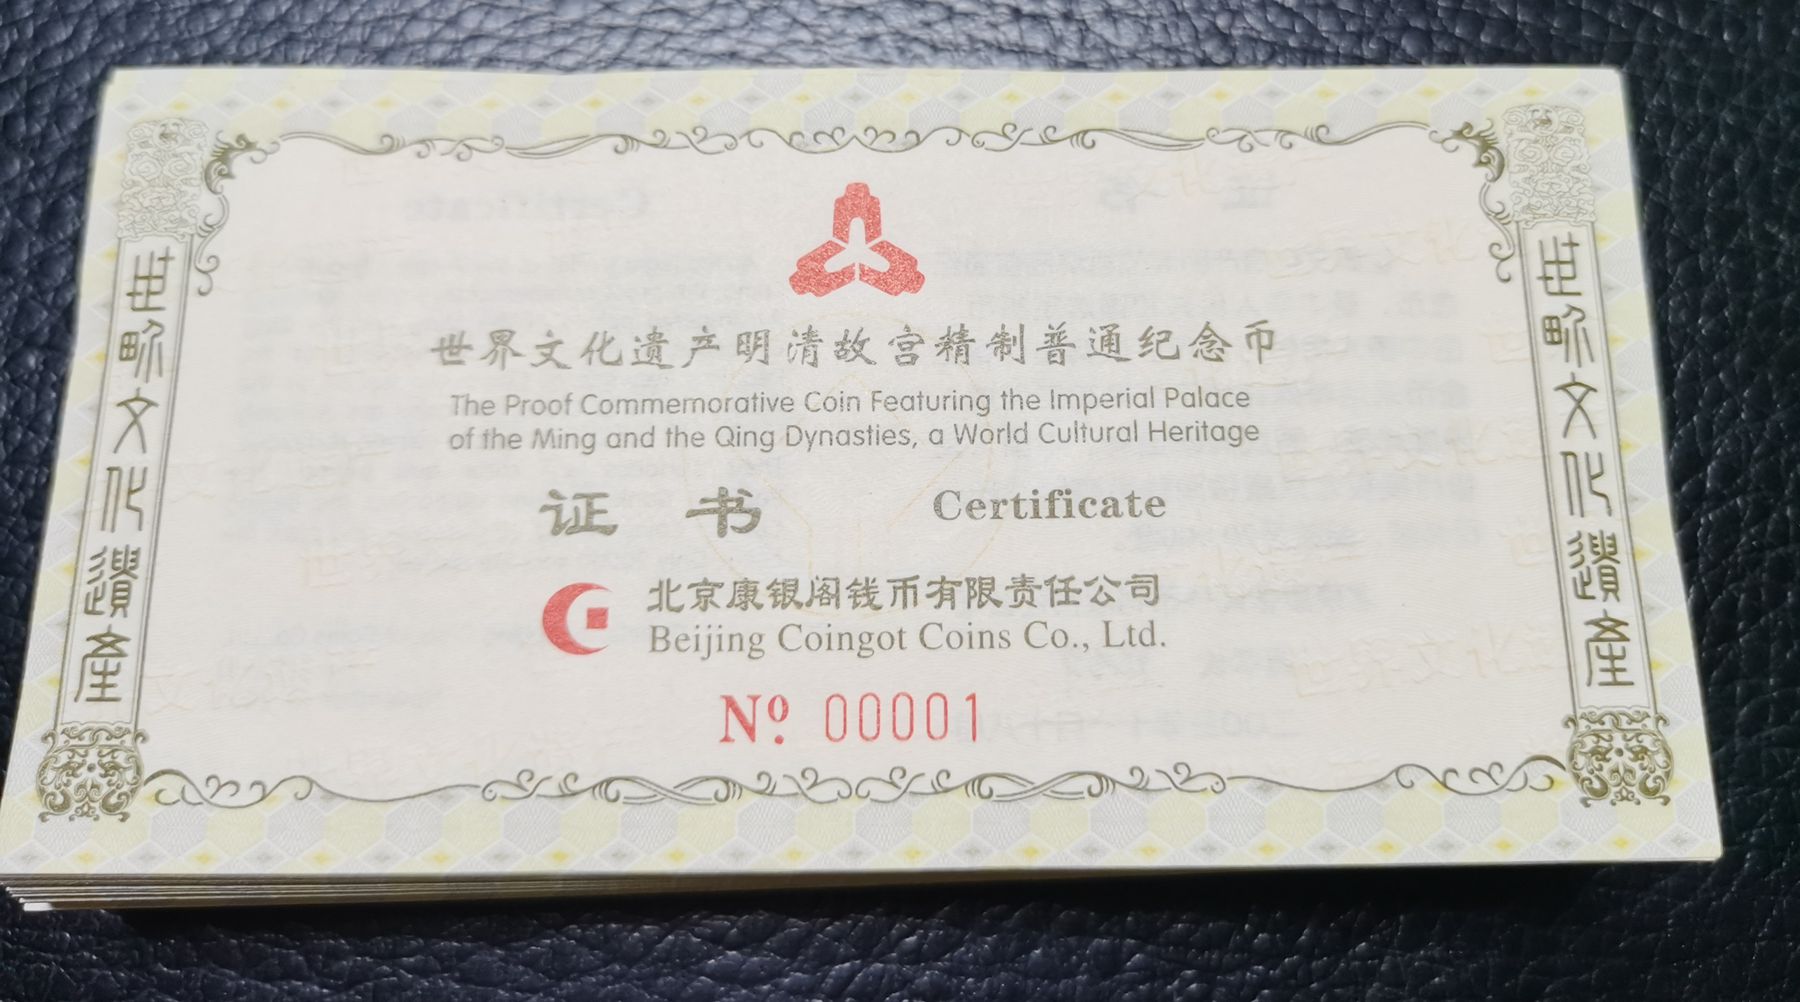 世界文化遗产明清故宫精制普通纪念币
The Proof Commemorative Coin Featuring the Imperial Palace
of the Ming and the Qing Dynasties, a World Cultural Heritage
证 书 Certificate
北京康银阁钱币有限责任公司
Beijing Coingot Coins Co., Ltd.
Nº 00001
世界文化遺産
世界文化遺産